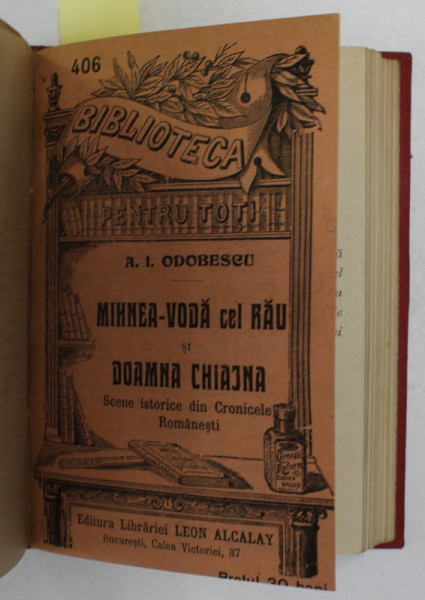 406
BIBLIOTECA
PENTRU TOȚI
A. I. ODOBESCU
MIHNEA-VODĂ cel RĂU
și
DOAMNA CHIAJNA
Scene istorice din Cronicele
Românești
Editura Librăriei LEON ALCALAY
București, Calea Victoriei, 37
Prețul 30 bani
ă
el
a
e
i